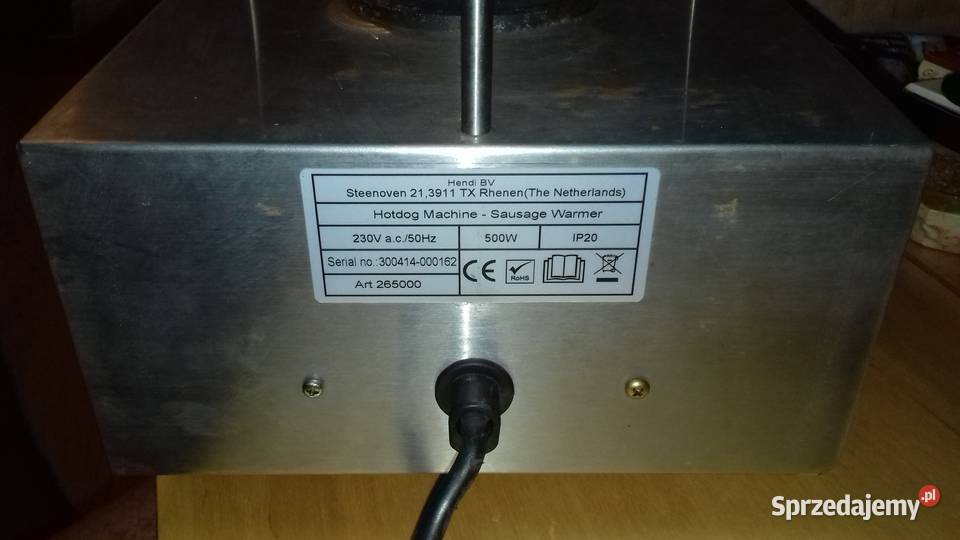 Hendi BV
Steenoven 21,3911 TX Rhenen(The Netherlands)
Hotdog Machine - Sausage Warmer
230V a.c./50Hz 500W IP20
Serial no.:300414-000162
CE RoHS
Art 265000
Sprzedajemy.pl